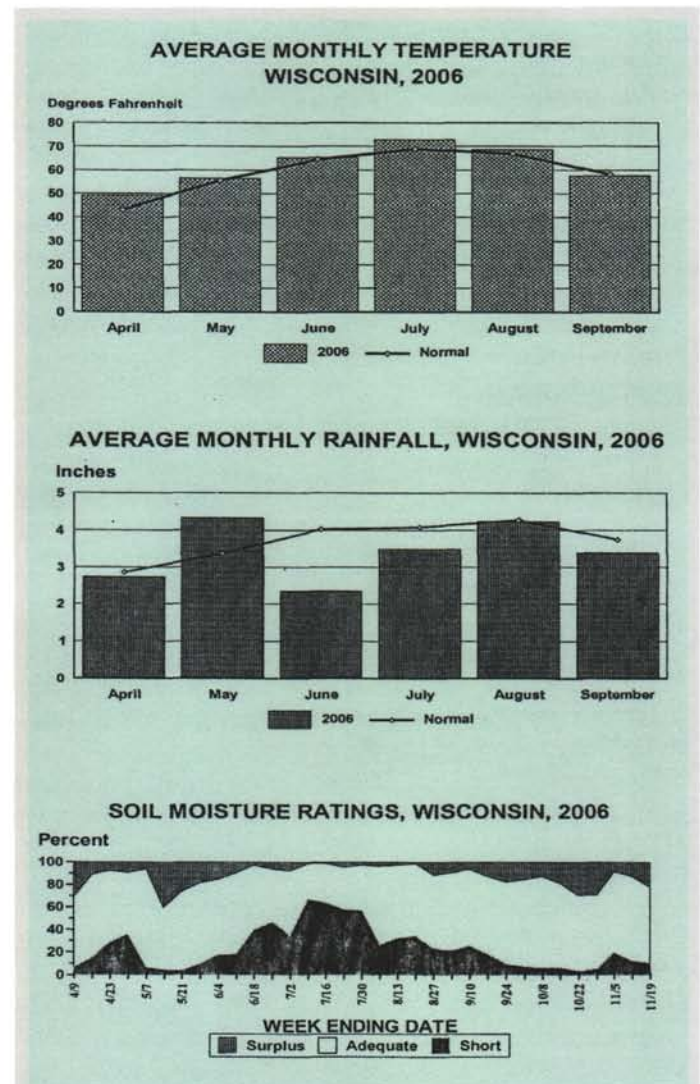 AVERAGE MONTHLY TEMPERATURE
WISCONSIN, 2006
Degrees Fahrenheit
80
70
60
50
40
30
20
10
0
April May June July August September
2006 Normal
AVERAGE MONTHLY RAINFALL, WISCONSIN, 2006
Inches
5
4
3
2
1
0
April May June July August September
2006 Normal
SOIL MOISTURE RATINGS, WISCONSIN, 2006
Percent
100
80
60
40
20
0
4/9 4/23 5/7 5/21 6/4 6/18 7/2 7/16 7/30 8/13 8/27 9/10 9/24 10/8 10/22 11/5 11/19
WEEK ENDING DATE
Surplus Adequate Short